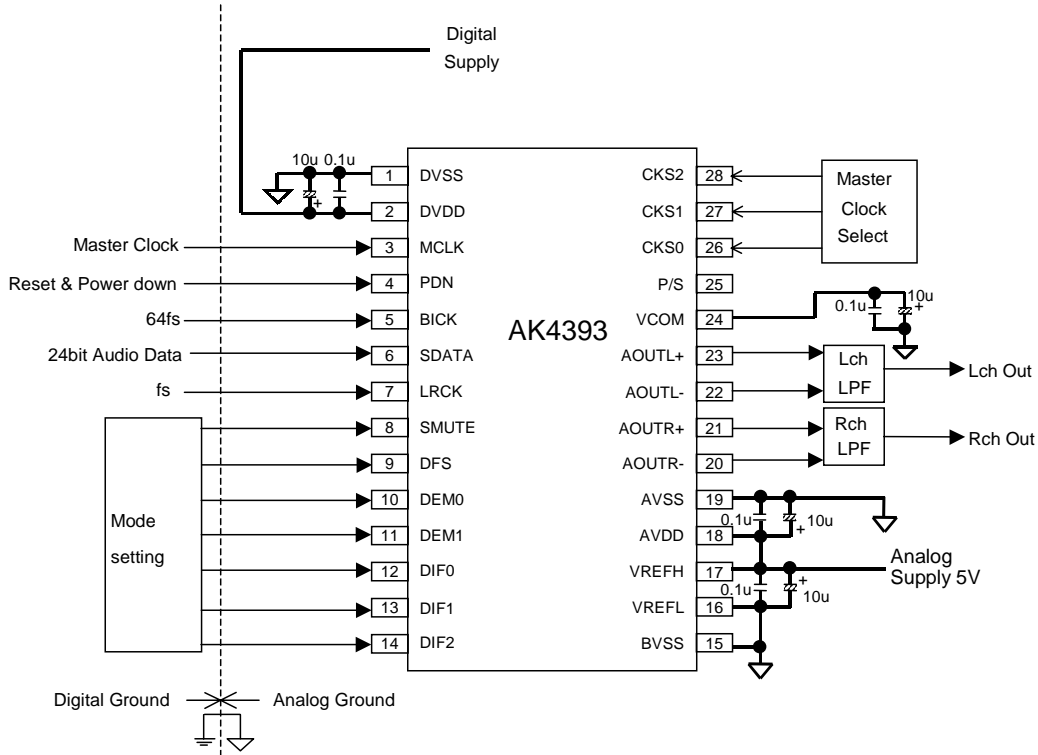 Digital
Supply
10u 0.1u
1 DVSS
2 DVDD
Master Clock 3 MCLK
Reset & Power down 4 PDN
64fs 5 BICK
24bit Audio Data 6 SDATA
fs 7 LRCK
8 SMUTE
9 DFS
10 DEM0
11 DEM1
12 DIF0
13 DIF1
14 DIF2
Mode
setting
AK4393
CKS2 28
CKS1 27
CKS0 26
Master
Clock
Select
P/S 25
VCOM 24
0.1u 10u +
AOUTL+ 23
AOUTL- 22
Lch
LPF
Lch Out
AOUTR+ 21
AOUTR- 20
Rch
LPF
Rch Out
AVSS 19
0.1u + 10u
AVDD 18
VREFH 17
0.1u + 10u
VREFL 16
BVSS 15
Analog
Supply 5V
+
Digital Ground Analog Ground